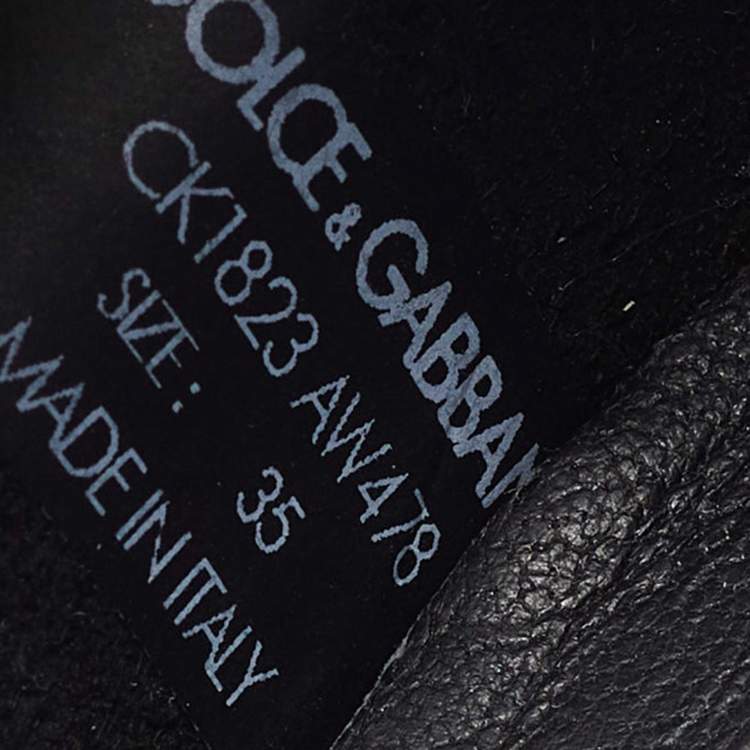 DOLCE & GABBANA
CK1823 AW478
SIZE: 35
MADE IN ITALY